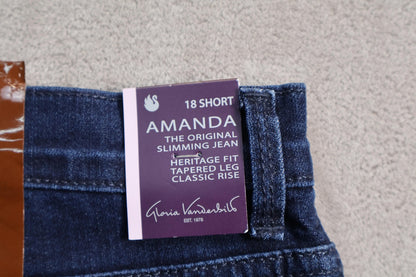 18 SHORT
AMANDA
THE ORIGINAL
SLIMMING JEAN
HERITAGE FIT
TAPERED LEG
CLASSIC RISE
Gloria Vanderbilt
EST. 1976